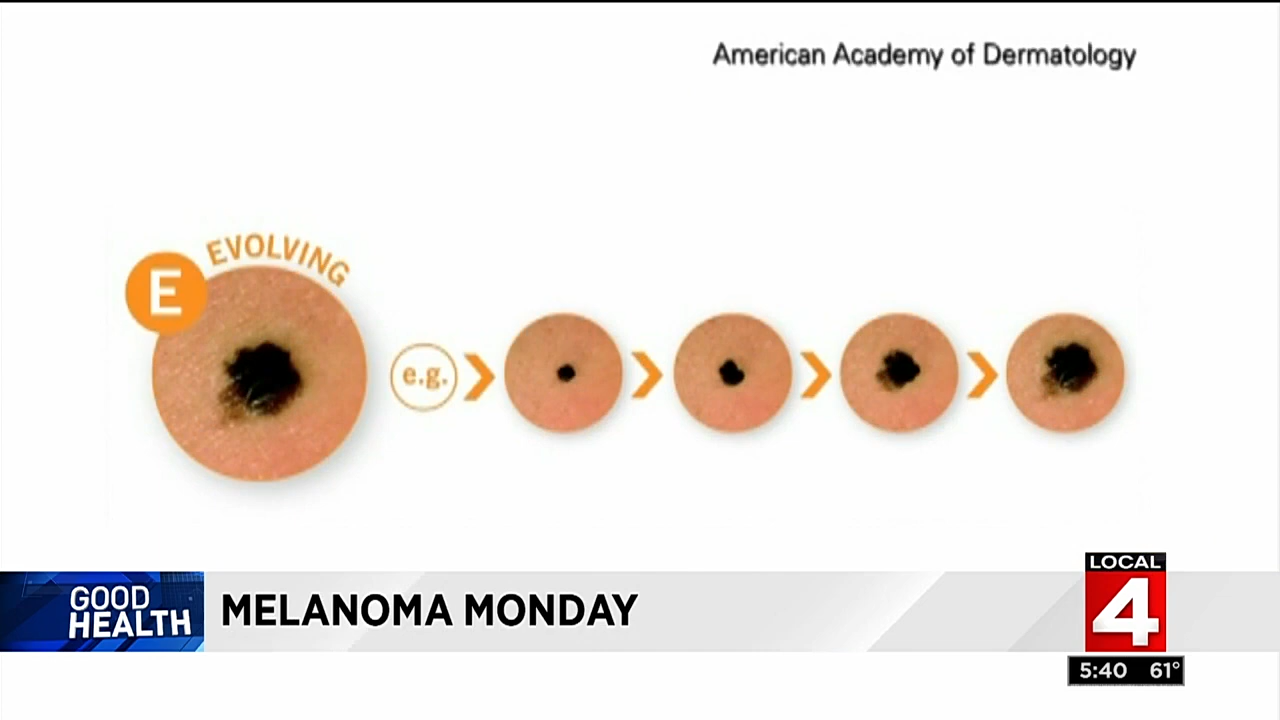 American Academy of Dermatology
E
EVOLVING
e.g.
GOOD
HEALTH
MELANOMA MONDAY
LOCAL
4
5:40 61°